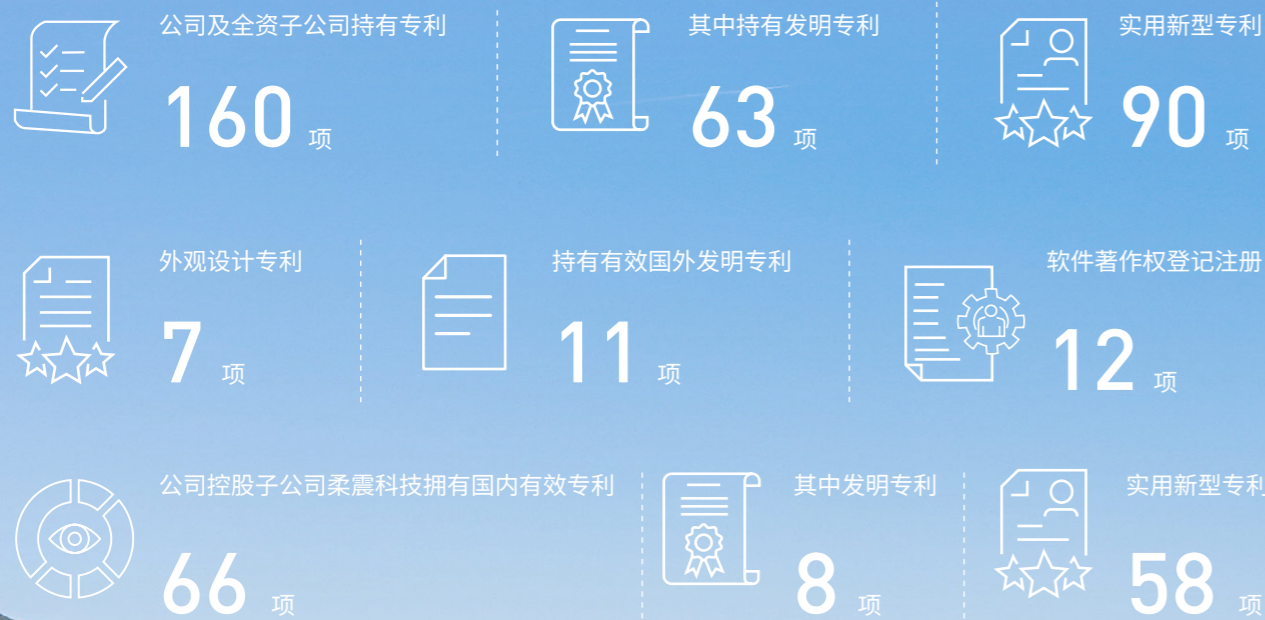 公司及全资子公司持有专利
160 项
其中持有发明专利
63 项
实用新型专利
90 项
外观设计专利
7 项
持有有效国外发明专利
11 项
软件著作权登记注册
12 项
公司控股子公司柔震科技拥有国内有效专利
66 项
其中发明专利
8 项
实用新型专利
58 项